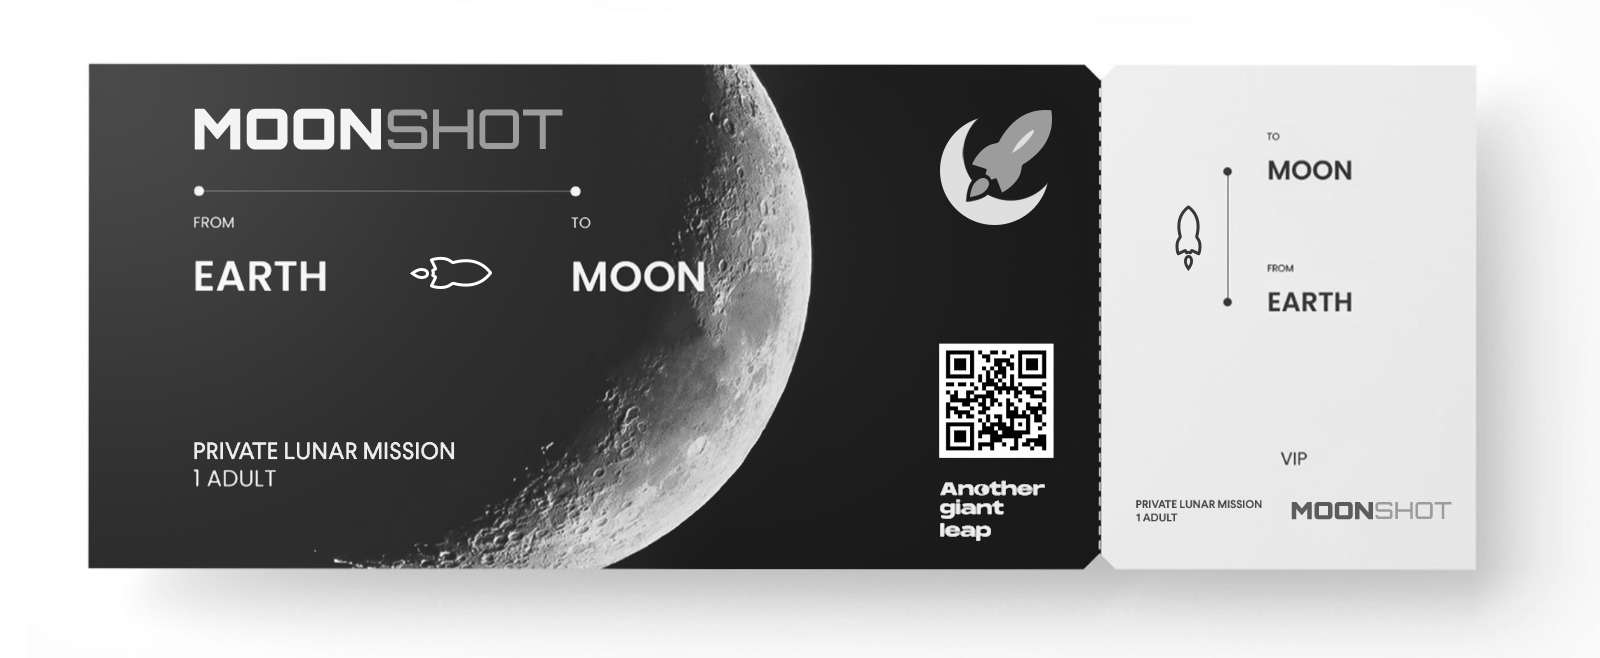 MOONSHOT
FROM
TO
EARTH
MOON
PRIVATE LUNAR MISSION
1 ADULT
Another
giant
leap
TO
MOON
FROM
EARTH
VIP
PRIVATE LUNAR MISSION
1 ADULT
MOONSHOT